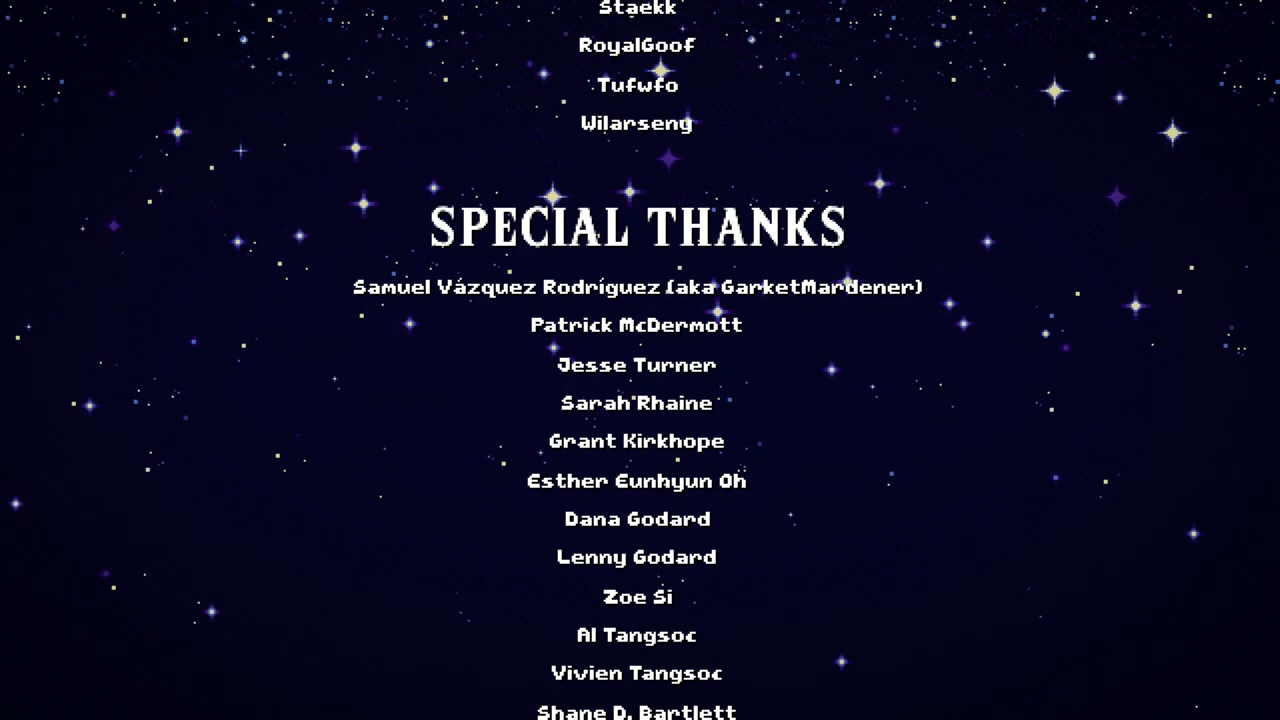 Staekk
RoyalGoof
Tufwfo
Wilarseng
SPECIAL THANKS
Samuel Vázquez Rodríguez (aka GarketMardener)
Patrick McDermott
Jesse Turner
Sarah Rhaine
Grant Kirkhope
Esther Eunhyun Oh
Dana Godard
Lenny Godard
Zoe Si
Al Tangsoc
Vivien Tangsoc
Shane D. Bartlett